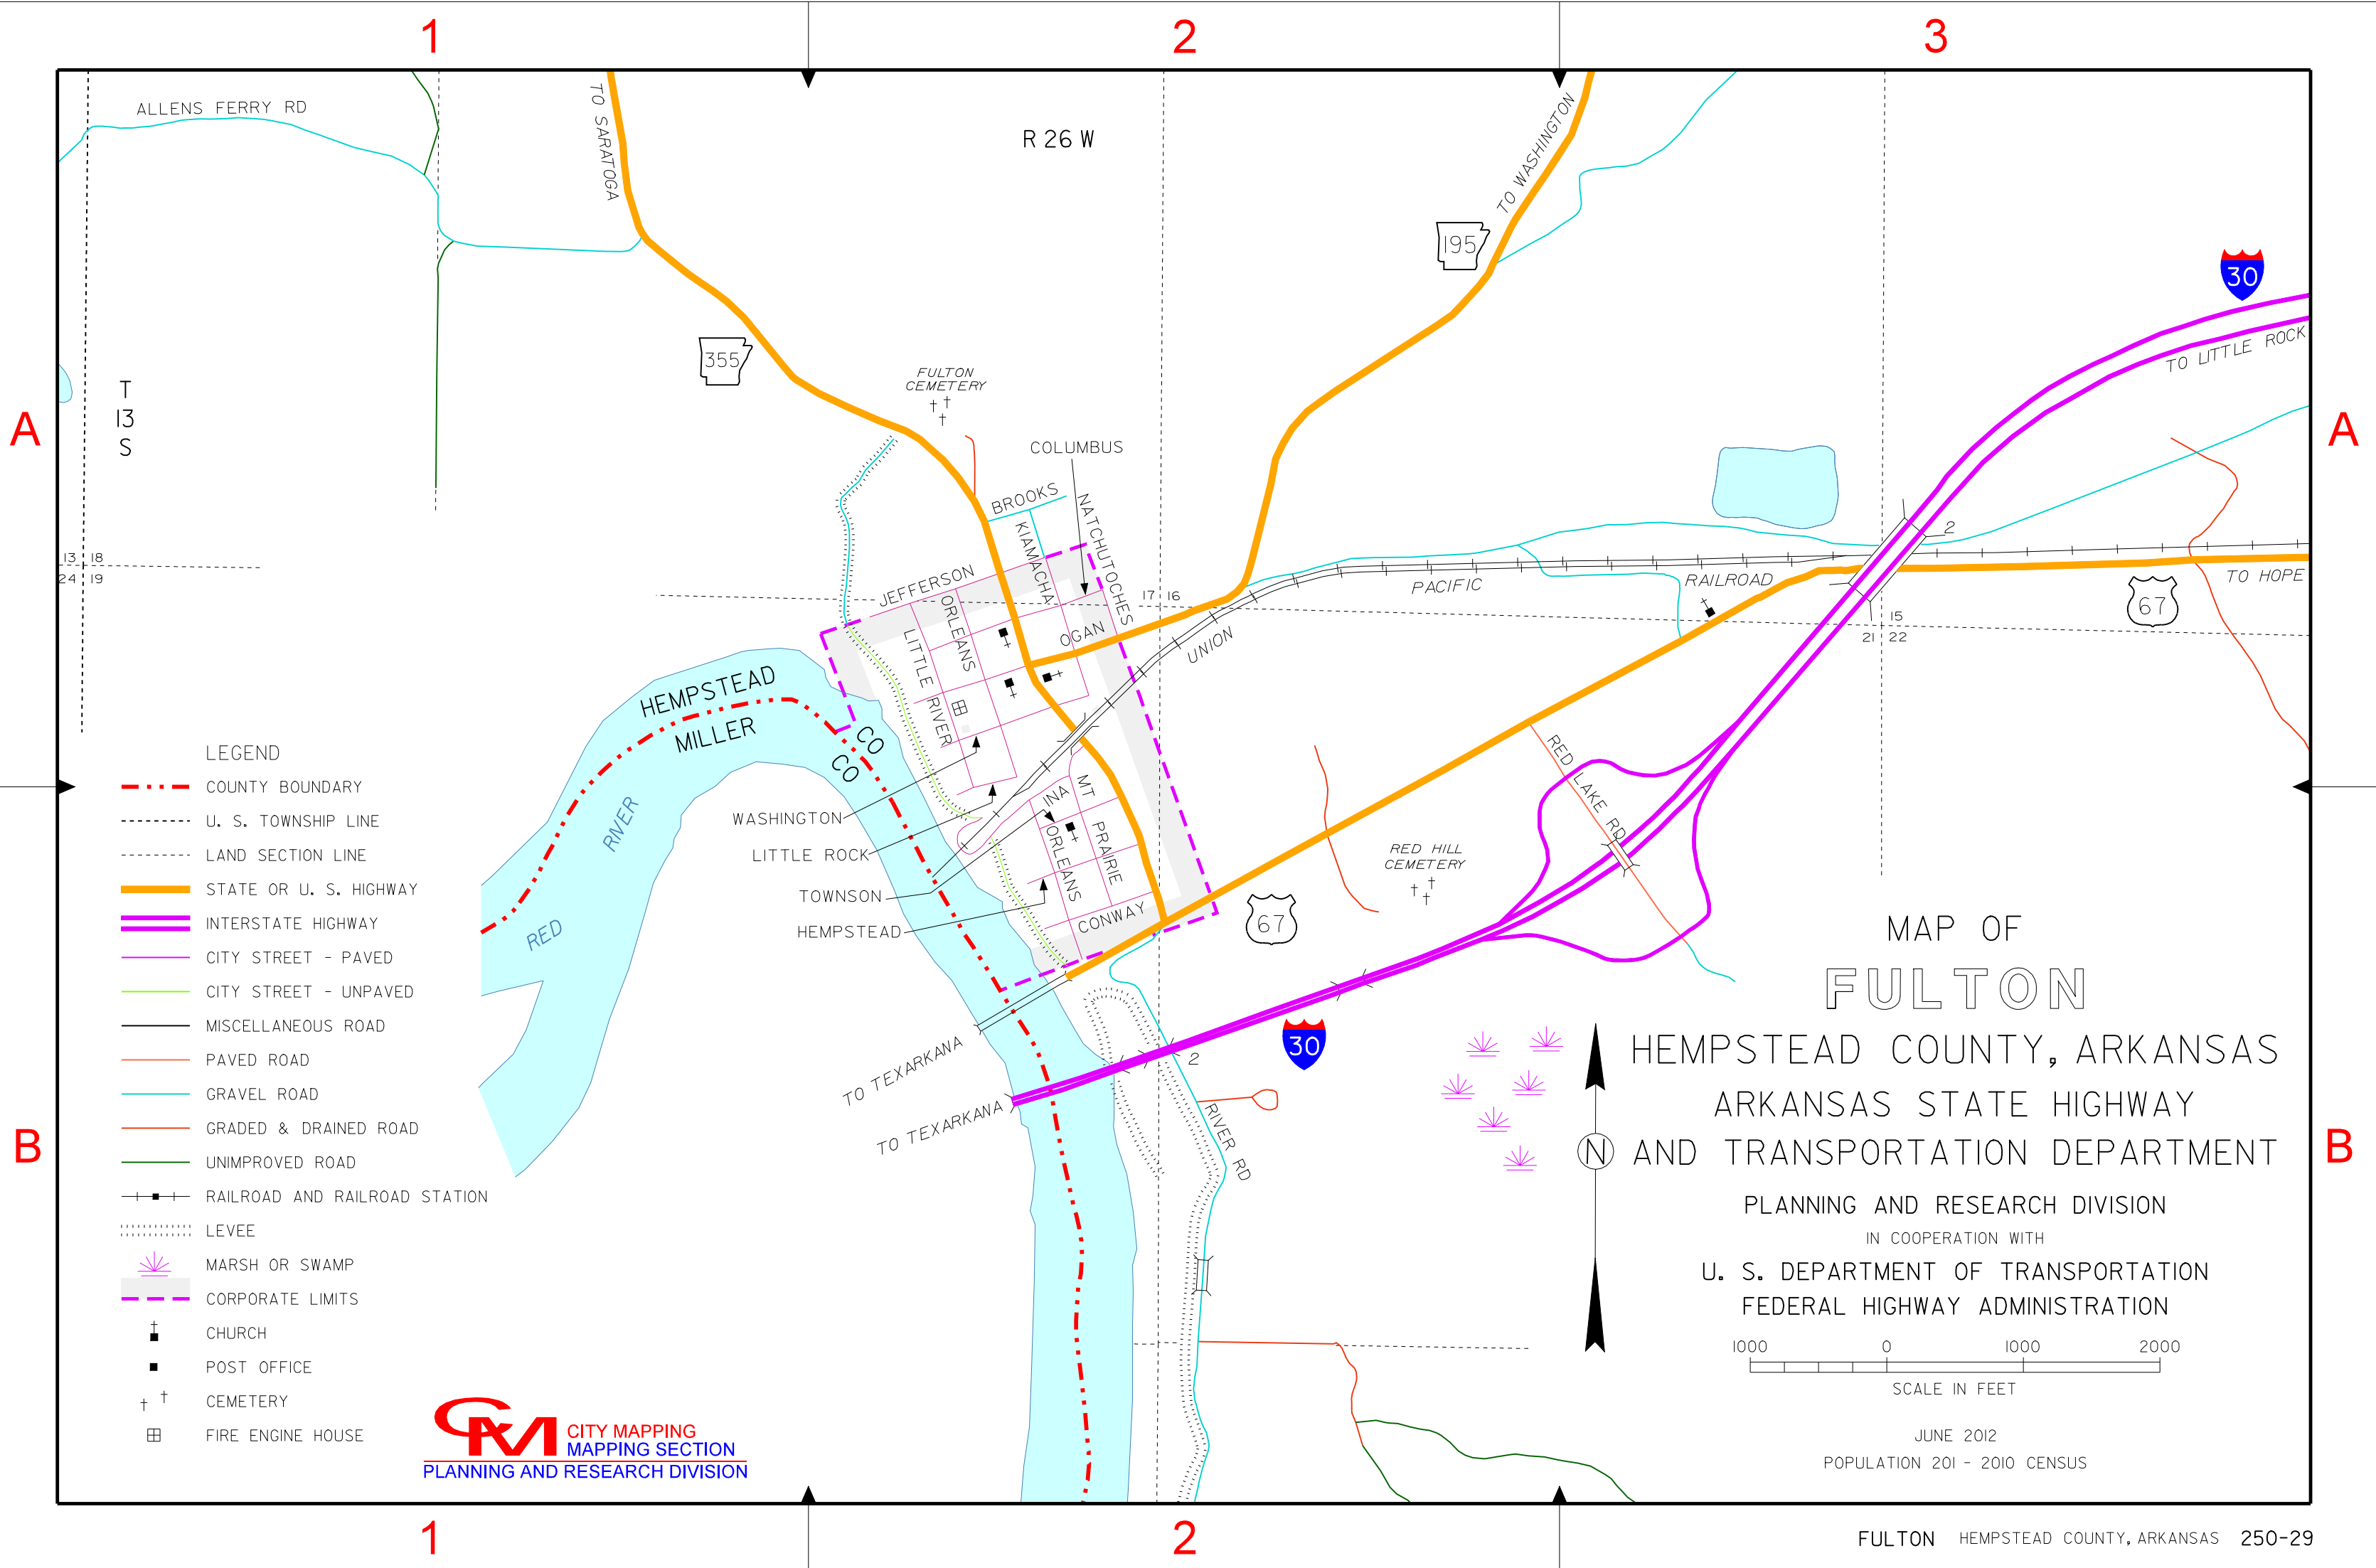 1
2
3
ALLENS FERRY RD
TO SARATOGA
R 26 W
TO WASHINGTON
195
30
TO LITTLE ROCK
355
T
13
S
A
A
FULTON
CEMETERY
COLUMBUS
BROOKS
NATCHUTOCHES
KIAMACHA
2
13 18
24 19
JEFFERSON
ORLEANS
17 16
PACIFIC
RAILROAD
TO HOPE
67
15
21 22
OGAN
UNION
LITTLE RIVER
HEMPSTEAD
CO
MILLER
CO
RED LAKE RD
MT PRAIRIE
INA
ORLEANS
WASHINGTON
LITTLE ROCK
TOWNSON
HEMPSTEAD
CONWAY
RED HILL
CEMETERY
67
RED
RIVER
30
TO TEXARKANA
TO TEXARKANA
2
RIVER RD
B
B
LEGEND
COUNTY BOUNDARY
U. S. TOWNSHIP LINE
LAND SECTION LINE
STATE OR U. S. HIGHWAY
INTERSTATE HIGHWAY
CITY STREET - PAVED
CITY STREET - UNPAVED
MISCELLANEOUS ROAD
PAVED ROAD
GRAVEL ROAD
GRADED & DRAINED ROAD
UNIMPROVED ROAD
RAILROAD AND RAILROAD STATION
LEVEE
MARSH OR SWAMP
CORPORATE LIMITS
CHURCH
POST OFFICE
CEMETERY
FIRE ENGINE HOUSE
CM
CITY MAPPING
MAPPING SECTION
PLANNING AND RESEARCH DIVISION
MAP OF
FULTON
HEMPSTEAD COUNTY, ARKANSAS
ARKANSAS STATE HIGHWAY
AND TRANSPORTATION DEPARTMENT
N
PLANNING AND RESEARCH DIVISION
IN COOPERATION WITH
U. S. DEPARTMENT OF TRANSPORTATION
FEDERAL HIGHWAY ADMINISTRATION
1000 0 1000 2000
SCALE IN FEET
JUNE 2012
POPULATION 201 - 2010 CENSUS
1
2
FULTON HEMPSTEAD COUNTY, ARKANSAS 250-29